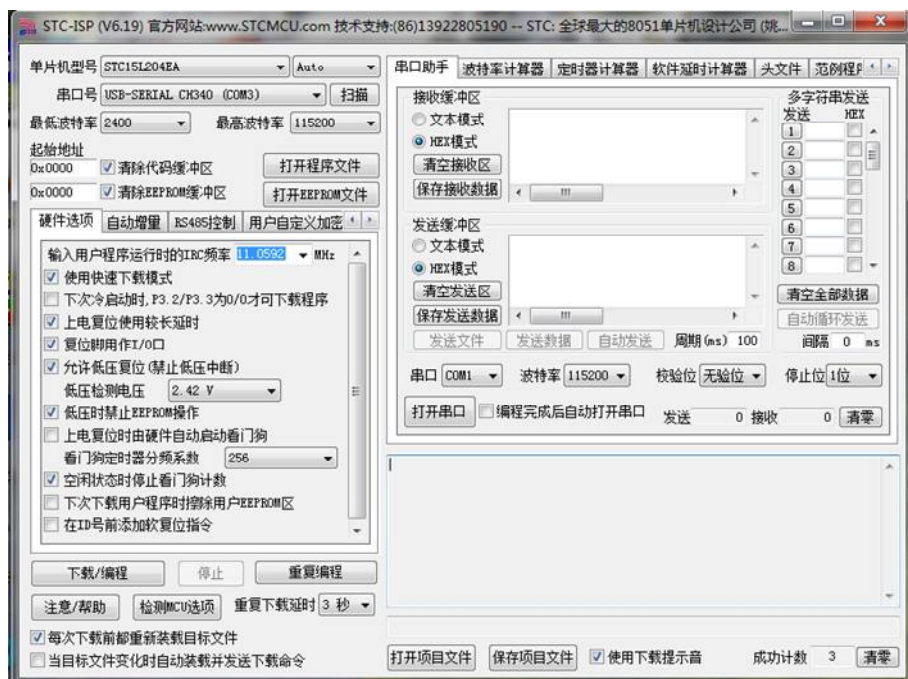 STC-ISP (V6.19) 官方网站:www.STCMCU.com 技术支持:(86)13922805190 -- STC: 全球最大的8051单片机设计公司 (姚...
单片机型号 STC15L204EA Auto
串口号 USB-SERIAL CH340 (COM3) 扫描
最低波特率 2400 最高波特率 115200
起始地址
0x0000 清除代码缓冲区 打开程序文件
0x0000 清除EEPROM缓冲区 打开EEPROM文件
硬件选项 自动增量 RS485控制 用户自定义加密
输入用户程序运行时的IRC频率 11.0592 MHz
使用快速下载模式
下次冷启动时,P3.2/P3.3为0/0才可下载程序
上电复位使用较长延时
复位脚用作I/O口
允许低压复位(禁止低压中断)
低压检测电压 2.42 V
低压时禁止EEPROM操作
上电复位时由硬件自动启动看门狗
看门狗定时器分频系数 256
空闲状态时停止看门狗计数
下次下载用户程序时擦除用户EEPROM区
在ID号前添加软复位指令
下载/编程 停止 重复编程
注意/帮助 检测MCU选项 重复下载延时 3 秒
每次下载前都重新装载目标文件
当目标文件变化时自动装载并发送下载命令
串口助手 波特率计算器 定时器计算器 软件延时计算器 头文件 范例程序
接收缓冲区
文本模式
HEX模式
清空接收区
保存接收数据
发送缓冲区
文本模式
HEX模式
清空发送区
保存发送数据
多字符串发送
发送 HEX
1
2
3
4
5
6
7
8
清空全部数据
自动循环发送
发送文件 发送数据 自动发送 周期(ms) 100 间隔 0 ms
串口 COM1 波特率 115200 校验位 无验位 停止位 1位
打开串口 编程完成后自动打开串口 发送 0 接收 0 清零
打开项目文件 保存项目文件 使用下载提示音 成功计数 3 清零